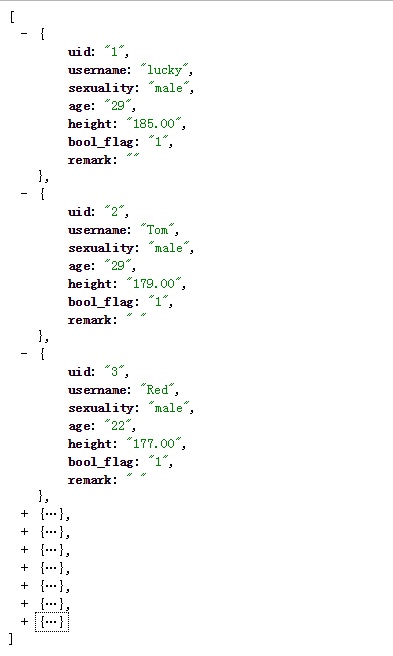 [
- {
uid: "1",
username: "lucky",
sexuality: "male",
age: "29",
height: "185.00",
bool_flag: "1",
remark: ""
},
- {
uid: "2",
username: "Tom",
sexuality: "male",
age: "29",
height: "179.00",
bool_flag: "1",
remark: " "
},
- {
uid: "3",
username: "Red",
sexuality: "male",
age: "22",
height: "177.00",
bool_flag: "1",
remark: " "
},
+ {…},
+ {…},
+ {…},
+ {…},
+ {…},
+ {…},
+ {…}
]